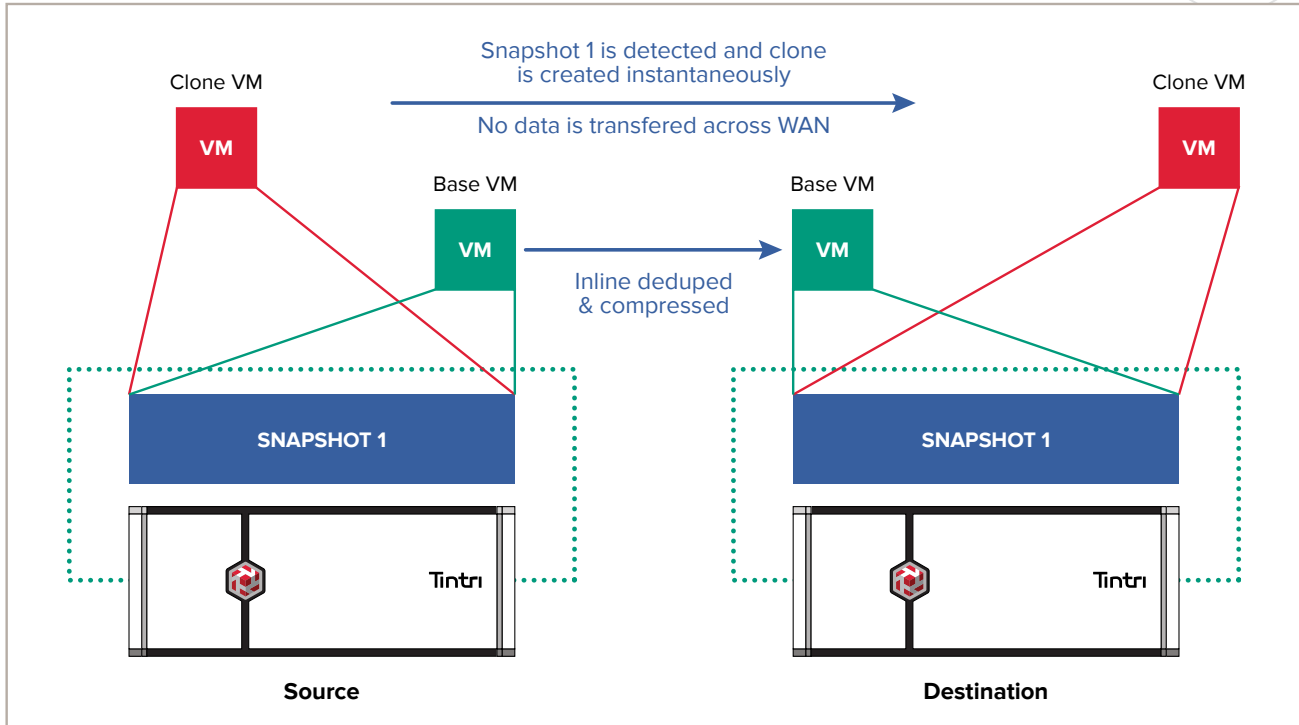 Snapshot 1 is detected and clone
is created instantaneously
Clone VM
Clone VM
No data is transfered across WAN
VM
VM
Base VM
Base VM
VM
VM
Inline deduped
& compressed
SNAPSHOT 1
SNAPSHOT 1
Tintri
Tintri
Source
Destination